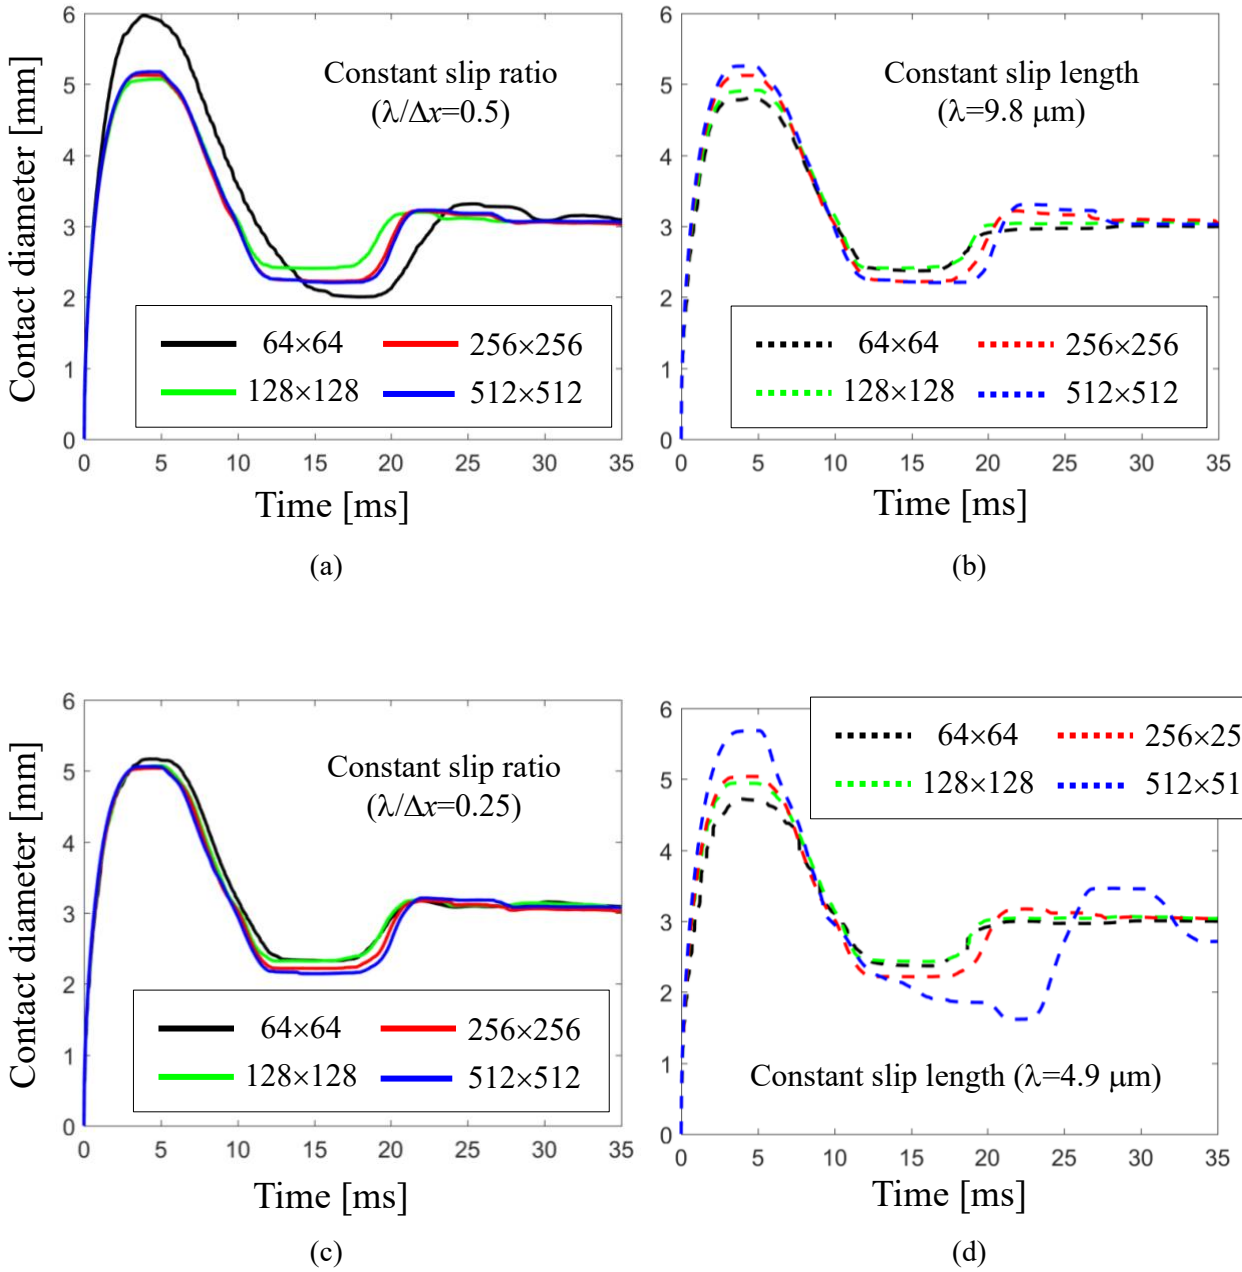 Contact diameter [mm]
6
5
4
3
2
1
0
Constant slip ratio
(λ/Δx=0.5)
64×64
256×256
128×128
512×512
0 5 10 15 20 25 30 35
Time [ms]
(a)
6
5
4
3
2
1
0
Constant slip length
(λ=9.8 μm)
64×64
256×256
128×128
512×512
0 5 10 15 20 25 30 35
Time [ms]
(b)
Contact diameter [mm]
6
5
4
3
2
1
0
Constant slip ratio
(λ/Δx=0.25)
64×64
256×256
128×128
512×512
0 5 10 15 20 25 30 35
Time [ms]
(c)
6
5
4
3
2
1
0
64×64
256×25
128×128
512×51
Constant slip length (λ=4.9 μm)
0 5 10 15 20 25 30 35
Time [ms]
(d)